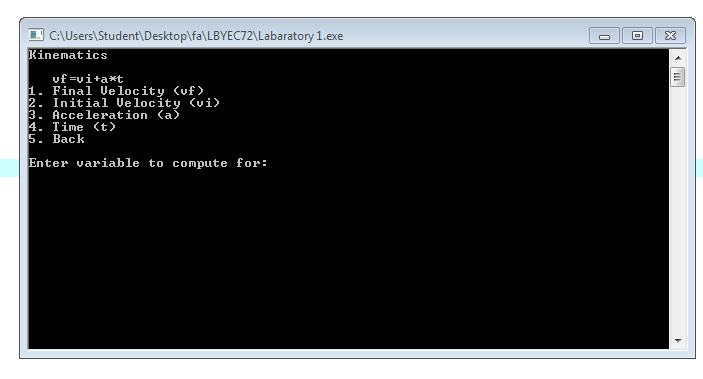 C:\Users\Student\Desktop\fa\LBYEC72\Labaratory 1.exe
Kinematics
vf=vi+a*t
1. Final Velocity (vf)
2. Initial Velocity (vi)
3. Acceleration (a)
4. Time (t)
5. Back
Enter variable to compute for: